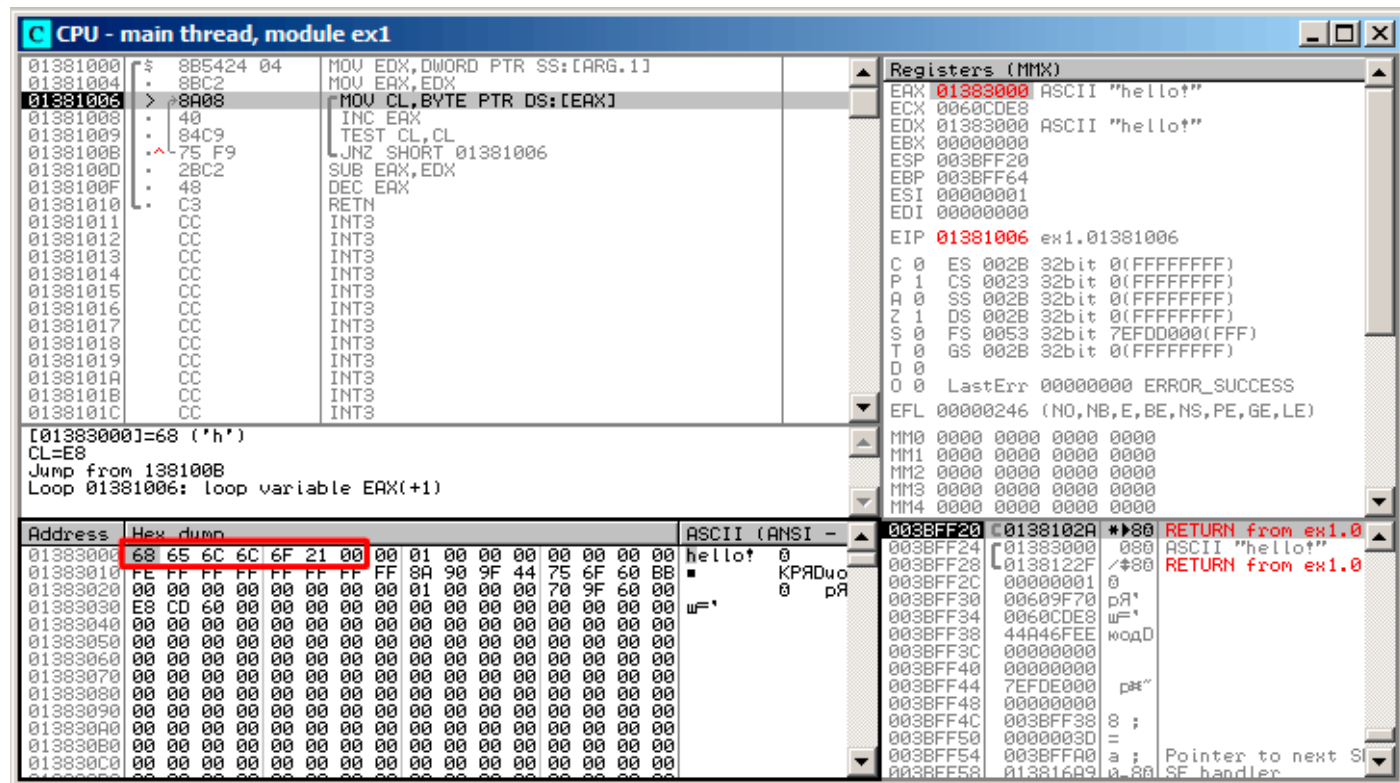 CPU - main thread, module ex1
01381000 $ 8B5424 04 MOV EDX,DWORD PTR SS:[ARG.1]
01381004 · 8BC2 MOV EAX,EDX
01381006 > 8A08 MOV CL,BYTE PTR DS:[EAX]
01381008 · 40 INC EAX
01381009 · 84C9 TEST CL,CL
0138100B ·^ 75 F9 JNZ SHORT 01381006
0138100D · 2BC2 SUB EAX,EDX
0138100F · 48 DEC EAX
01381010 · C3 RETN
01381011 CC INT3
01381012 CC INT3
01381013 CC INT3
01381014 CC INT3
01381015 CC INT3
01381016 CC INT3
01381017 CC INT3
01381018 CC INT3
01381019 CC INT3
0138101A CC INT3
0138101B CC INT3
0138101C CC INT3
[01383000]=68 ('h')
CL=E8
Jump from 138100B
Loop 01381006: loop variable EAX(+1)
Registers (MMX)
EAX 01383000 ASCII "hello!"
ECX 0060CDE8
EDX 01383000 ASCII "hello!"
EBX 00000000
ESP 003BFF20
EBP 003BFF64
ESI 00000001
EDI 00000000
EIP 01381006 ex1.01381006
C 0 ES 002B 32bit 0(FFFFFFFF)
P 1 CS 0023 32bit 0(FFFFFFFF)
A 0 SS 002B 32bit 0(FFFFFFFF)
Z 1 DS 002B 32bit 0(FFFFFFFF)
S 0 FS 0053 32bit 7EFDD000(FFF)
T 0 GS 002B 32bit 0(FFFFFFFF)
D 0
O 0 LastErr 00000000 ERROR_SUCCESS
EFL 00000246 (NO,NB,E,BE,NS,PE,GE,LE)
MM0 0000 0000 0000 0000
MM1 0000 0000 0000 0000
MM2 0000 0000 0000 0000
MM3 0000 0000 0000 0000
MM4 0000 0000 0000 0000
Address Hex dump ASCII (ANSI -
01383000 68 65 6C 6C 6F 21 00 00 01 00 00 00 00 00 00 00 hello! 0
01383010 FE FF FF FF FF FF FF FF 8A 90 9F 44 75 6F 60 BB ■ KPЯDuo
01383020 00 00 00 00 00 00 00 00 01 00 00 00 70 9F 60 00 0 pЯ
01383030 E8 CD 60 00 00 00 00 00 00 00 00 00 00 00 00 00 ш='
01383040 00 00 00 00 00 00 00 00 00 00 00 00 00 00 00 00
01383050 00 00 00 00 00 00 00 00 00 00 00 00 00 00 00 00
01383060 00 00 00 00 00 00 00 00 00 00 00 00 00 00 00 00
01383070 00 00 00 00 00 00 00 00 00 00 00 00 00 00 00 00
01383080 00 00 00 00 00 00 00 00 00 00 00 00 00 00 00 00
01383090 00 00 00 00 00 00 00 00 00 00 00 00 00 00 00 00
013830A0 00 00 00 00 00 00 00 00 00 00 00 00 00 00 00 00
013830B0 00 00 00 00 00 00 00 00 00 00 00 00 00 00 00 00
013830C0 00 00 00 00 00 00 00 00 00 00 00 00 00 00 00 00
003BFF20 0138102A *►80 RETURN from ex1.0
003BFF24 01383000 080 ASCII "hello!"
003BFF28 0138122F /‡80 RETURN from ex1.0
003BFF2C 00000001 0
003BFF30 00609F70 pЯ'
003BFF34 0060CDE8 ш='
003BFF38 44A46FEE юодD
003BFF3C 00000000
003BFF40 00000000
003BFF44 7EFDE000
003BFF48 00000000
003BFF4C 003BFF38 8 ;
003BFF50 0000003D =
003BFF54 003BFFA0 a ; Pointer to next S
003BFF58 013816A9 SE handler